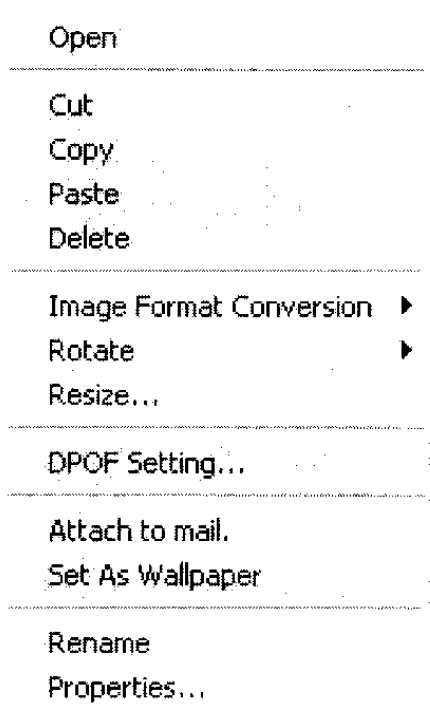 Open
Cut
Copy
Paste
Delete
Image Format Conversion
Rotate
Resize...
DPOF Setting...
Attach to mail.
Set As Wallpaper
Rename
Properties...